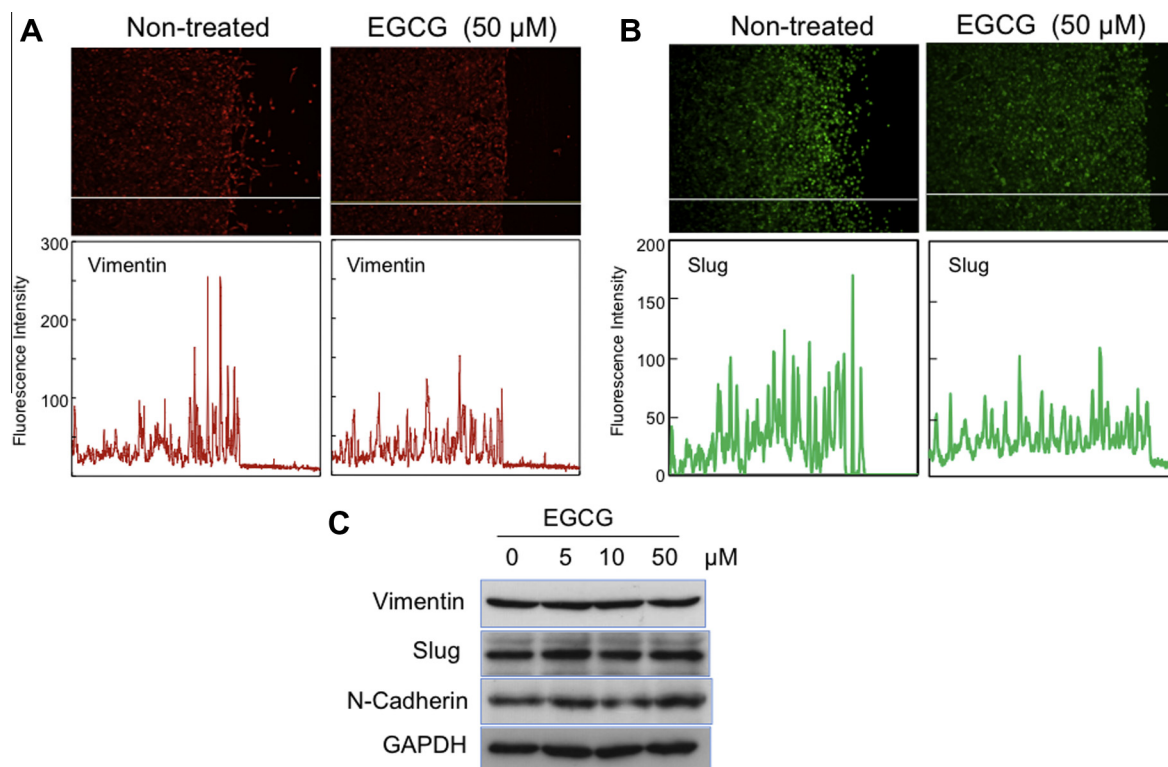 A
Non-treated
EGCG (50 µM)
B
Non-treated
EGCG (50 µM)
Fluorescence Intensity
300
200
100
Vimentin
Vimentin
Fluorescence Intensity
200
150
100
50
0
Slug
Slug
C
EGCG
0 5 10 50 µM
Vimentin
Slug
N-Cadherin
GAPDH